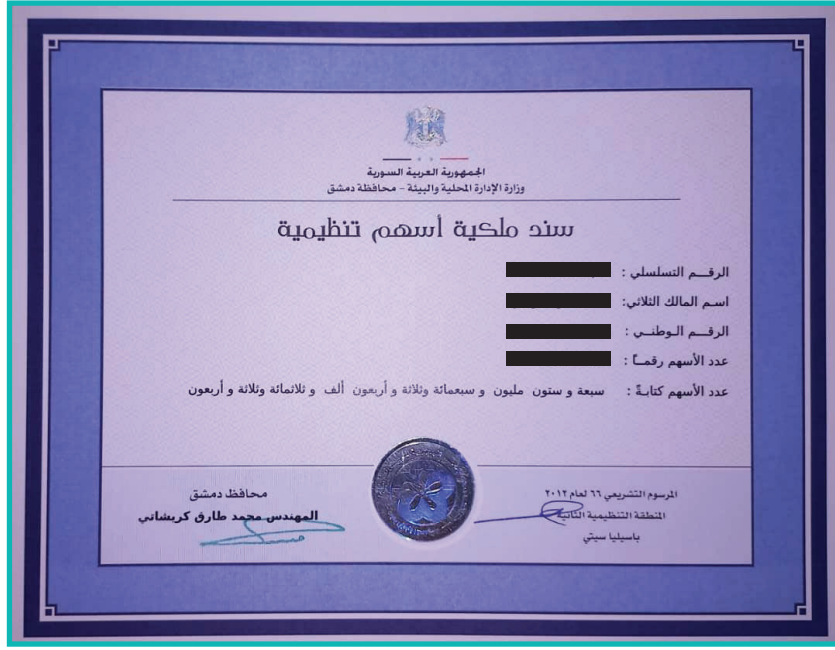 الجمهورية العربية السورية
وزارة الإدارة المحلية والبيئة - محافظة دمشق
سند ملكية أسهم تنظيمية
الرقم التسلسلي :
اسم المالك الثلاثي:
الرقم الوطني :
عدد الأسهم رقماً :
عدد الأسهم كتابةً : سبعة و ستون مليون و سبعمائة وثلاثة و أربعون ألف و ثلاثمائة وثلاثة و أربعون
المرسوم التشريعي ٦٦ لعام ٢٠١٢
المنطقة التنظيمية الثانية
باسيليا سيتي
محافظ دمشق
المهندس محمد طارق كريشاتي